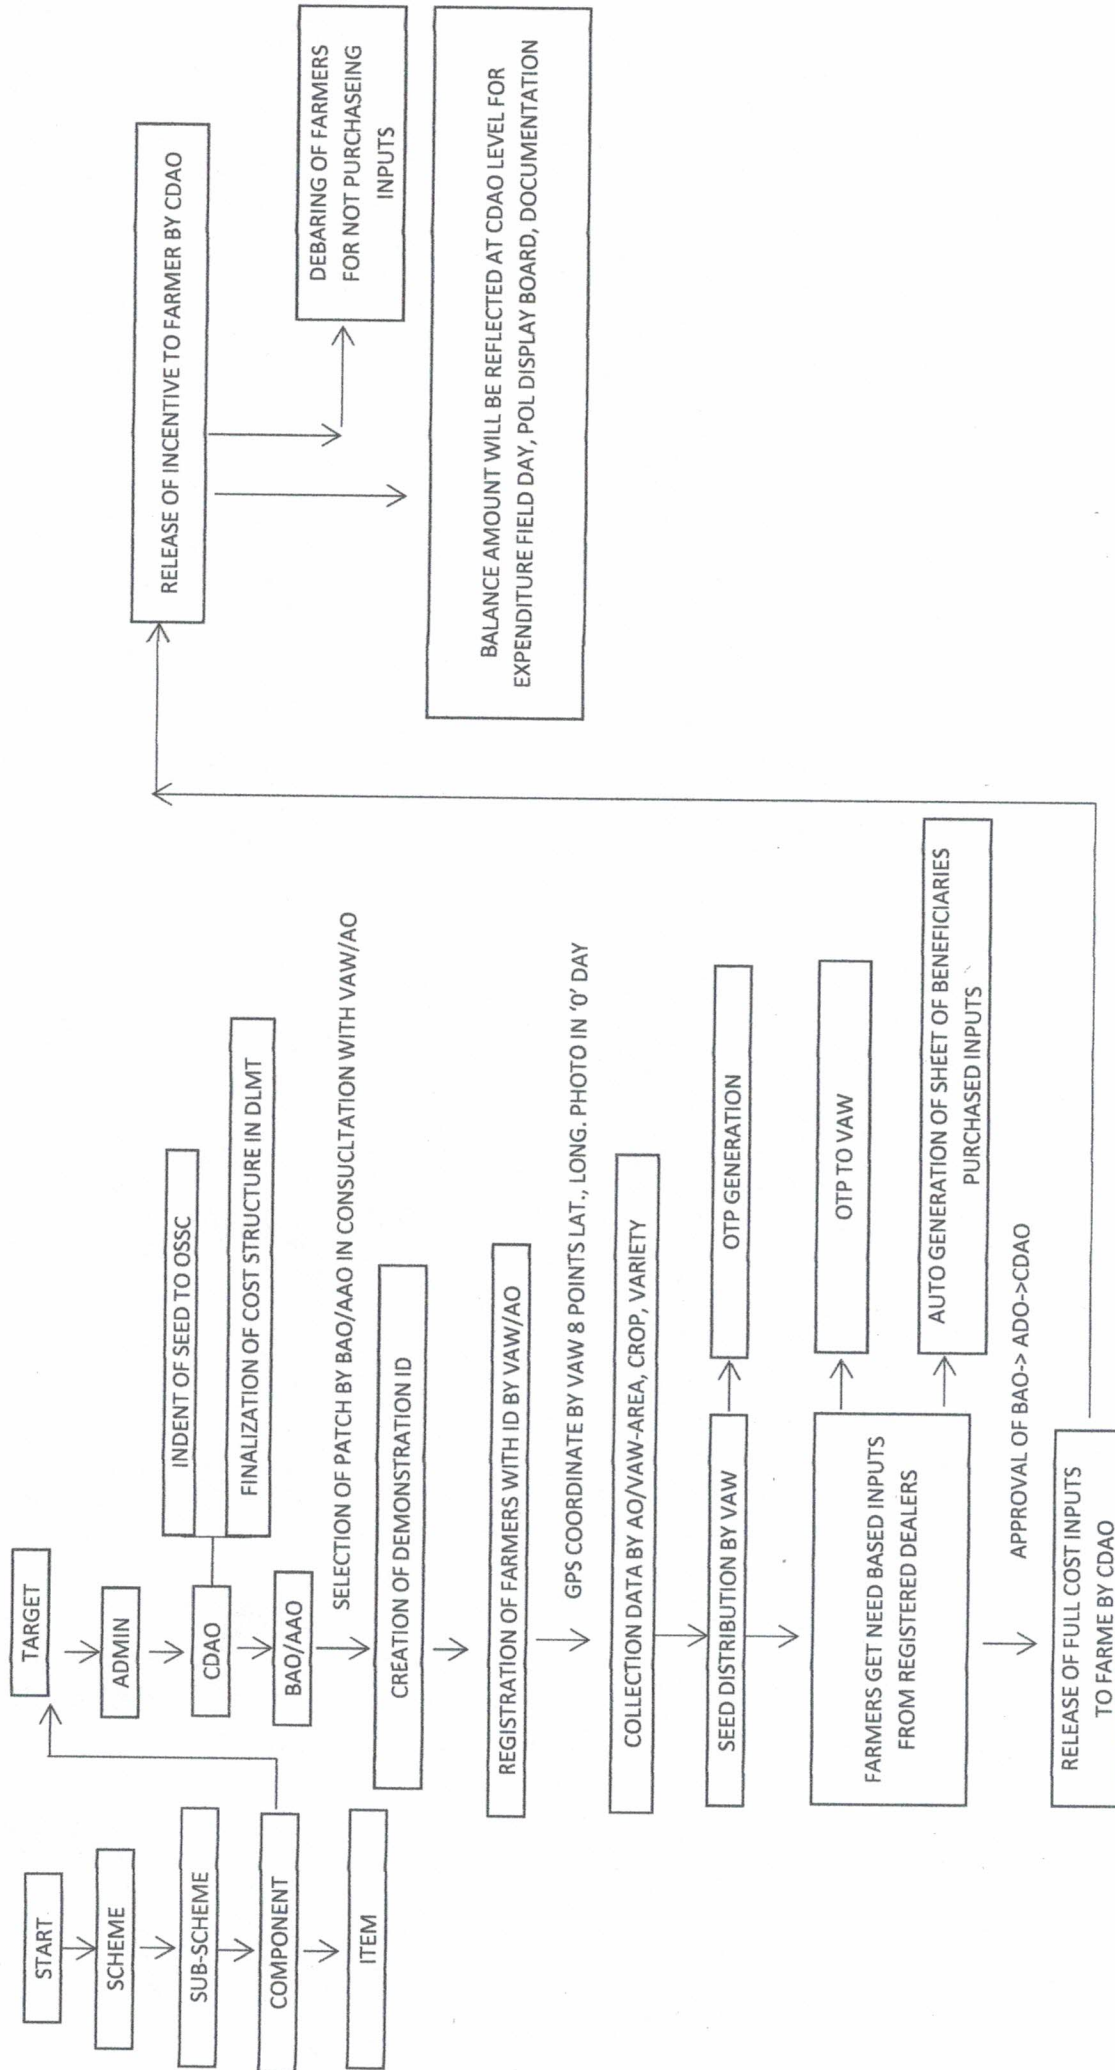 START
SCHEME
SUB-SCHEME
COMPONENT
ITEM
TARGET
ADMIN
CDAO
INDENT OF SEED TO OSSC
FINALIZATION OF COST STRUCTURE IN DLMT
BAO/AAO
SELECTION OF PATCH BY BAO/AAO IN CONSUCLTATION WITH VAW/AO
CREATION OF DEMONSTRATION ID
REGISTRATION OF FARMERS WITH ID BY VAW/AO
GPS COORDINATE BY VAW 8 POINTS LAT., LONG. PHOTO IN '0' DAY
COLLECTION DATA BY AO/VAW-AREA, CROP, VARIETY
SEED DISTRIBUTION BY VAW
OTP GENERATION
FARMERS GET NEED BASED INPUTS
FROM REGISTERED DEALERS
OTP TO VAW
AUTO GENERATION OF SHEET OF BENEFICIARIES
PURCHASED INPUTS
APPROVAL OF BAO-> ADO->CDAO
RELEASE OF FULL COST INPUTS
TO FARME BY CDAO
RELEASE OF INCENTIVE TO FARMER BY CDAO
DEBARING OF FARMERS
FOR NOT PURCHASEING
INPUTS
BALANCE AMOUNT WILL BE REFLECTED AT CDAO LEVEL FOR
EXPENDITURE FIELD DAY, POL DISPLAY BOARD, DOCUMENTATION